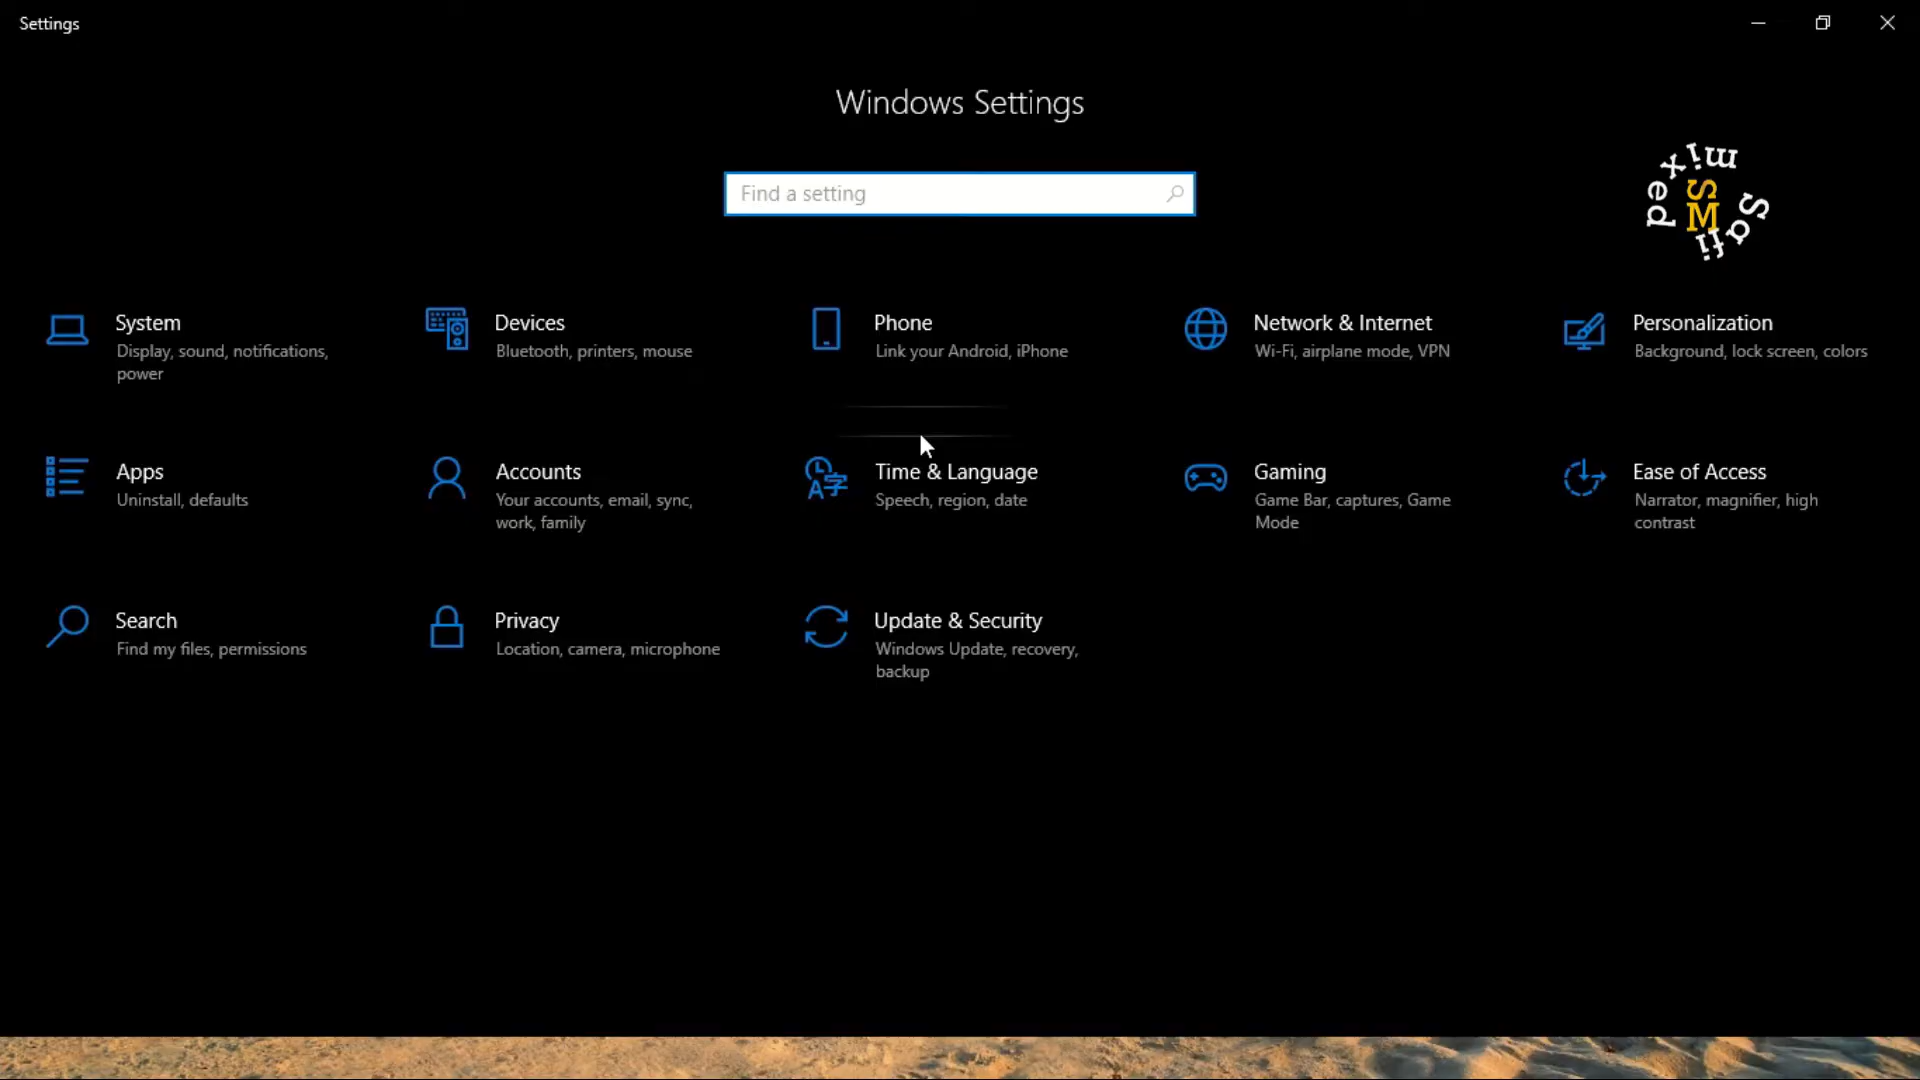 Settings
Windows Settings
Find a setting
Safi mixed
SM
System
Display, sound, notifications,
power
Devices
Bluetooth, printers, mouse
Phone
Link your Android, iPhone
Network & Internet
Wi-Fi, airplane mode, VPN
Personalization
Background, lock screen, colors
Apps
Uninstall, defaults
Accounts
Your accounts, email, sync,
work, family
Time & Language
Speech, region, date
Gaming
Game Bar, captures, Game
Mode
Ease of Access
Narrator, magnifier, high
contrast
Search
Find my files, permissions
Privacy
Location, camera, microphone
Update & Security
Windows Update, recovery,
backup